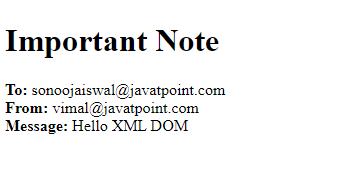 Important Note
To: sonoojaiswal@javatpoint.com
From: vimal@javatpoint.com
Message: Hello XML DOM